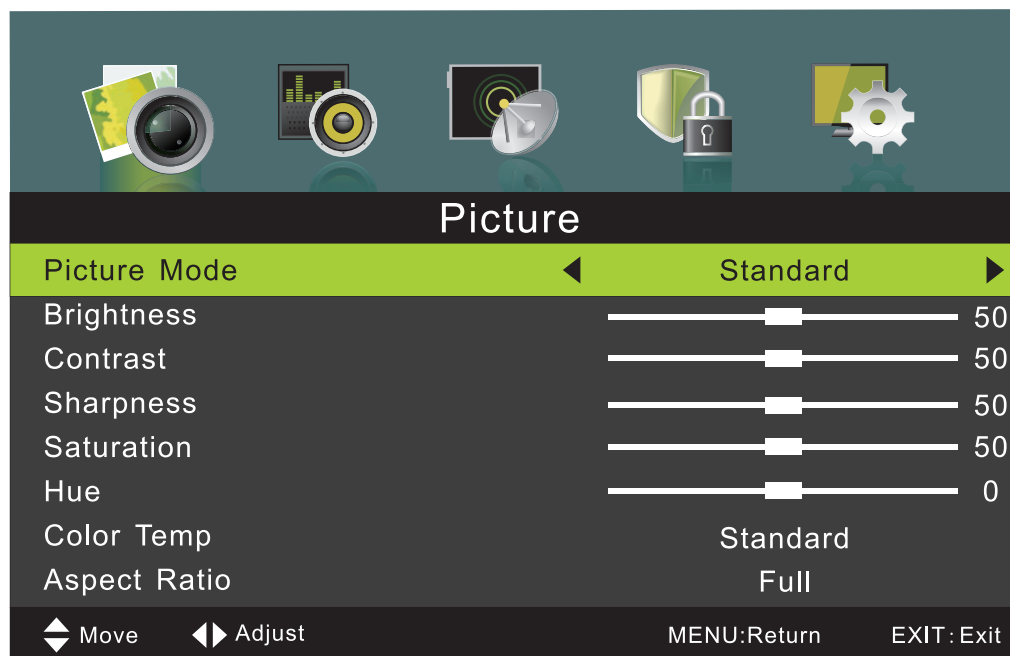 Picture
Picture Mode Standard
Brightness 50
Contrast 50
Sharpness 50
Saturation 50
Hue 0
Color Temp Standard
Aspect Ratio Full
Move Adjust MENU:Return EXIT:Exit